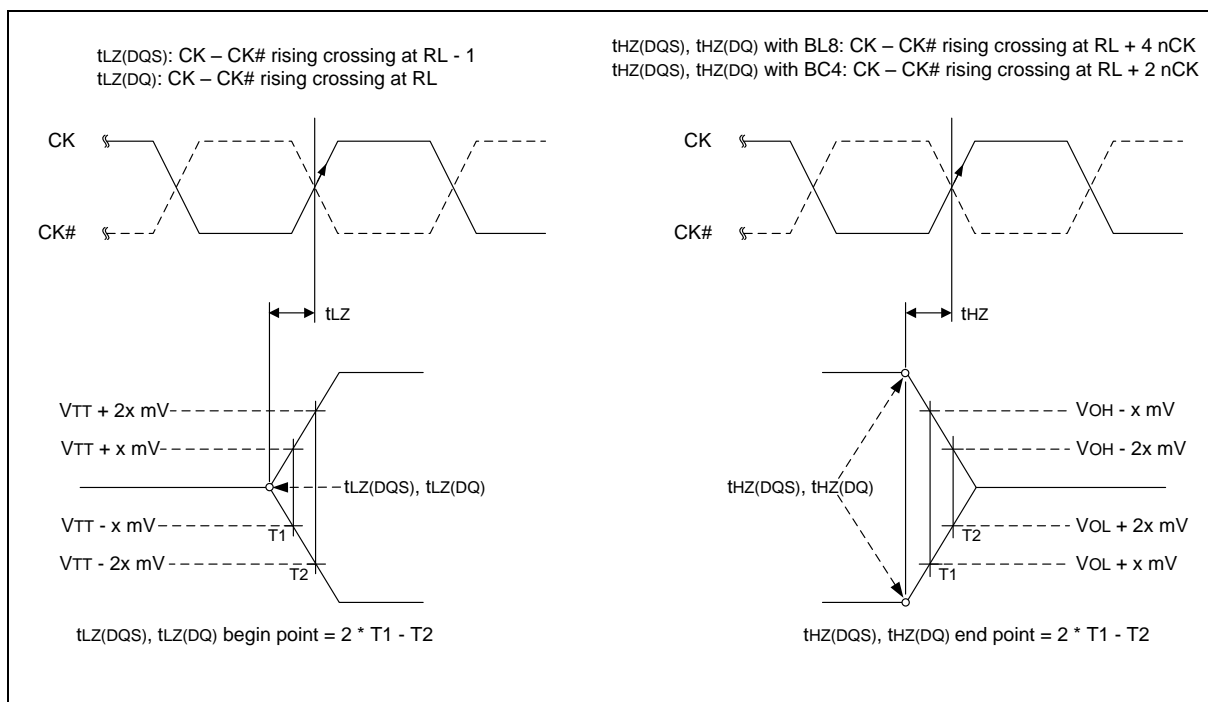 tLZ(DQS): CK – CK# rising crossing at RL - 1
tLZ(DQ): CK – CK# rising crossing at RL
CK
CK#
tLZ
VTT + 2x mV
VTT + x mV
tLZ(DQS), tLZ(DQ)
VTT - x mV
T1
VTT - 2x mV
T2
tLZ(DQS), tLZ(DQ) begin point = 2 * T1 - T2
tHZ(DQS), tHZ(DQ) with BL8: CK – CK# rising crossing at RL + 4 nCK
tHZ(DQS), tHZ(DQ) with BC4: CK – CK# rising crossing at RL + 2 nCK
CK
CK#
tHZ
VOH - x mV
VOH - 2x mV
tHZ(DQS), tHZ(DQ)
VOL + 2x mV
T2
VOL + x mV
T1
tHZ(DQS), tHZ(DQ) end point = 2 * T1 - T2